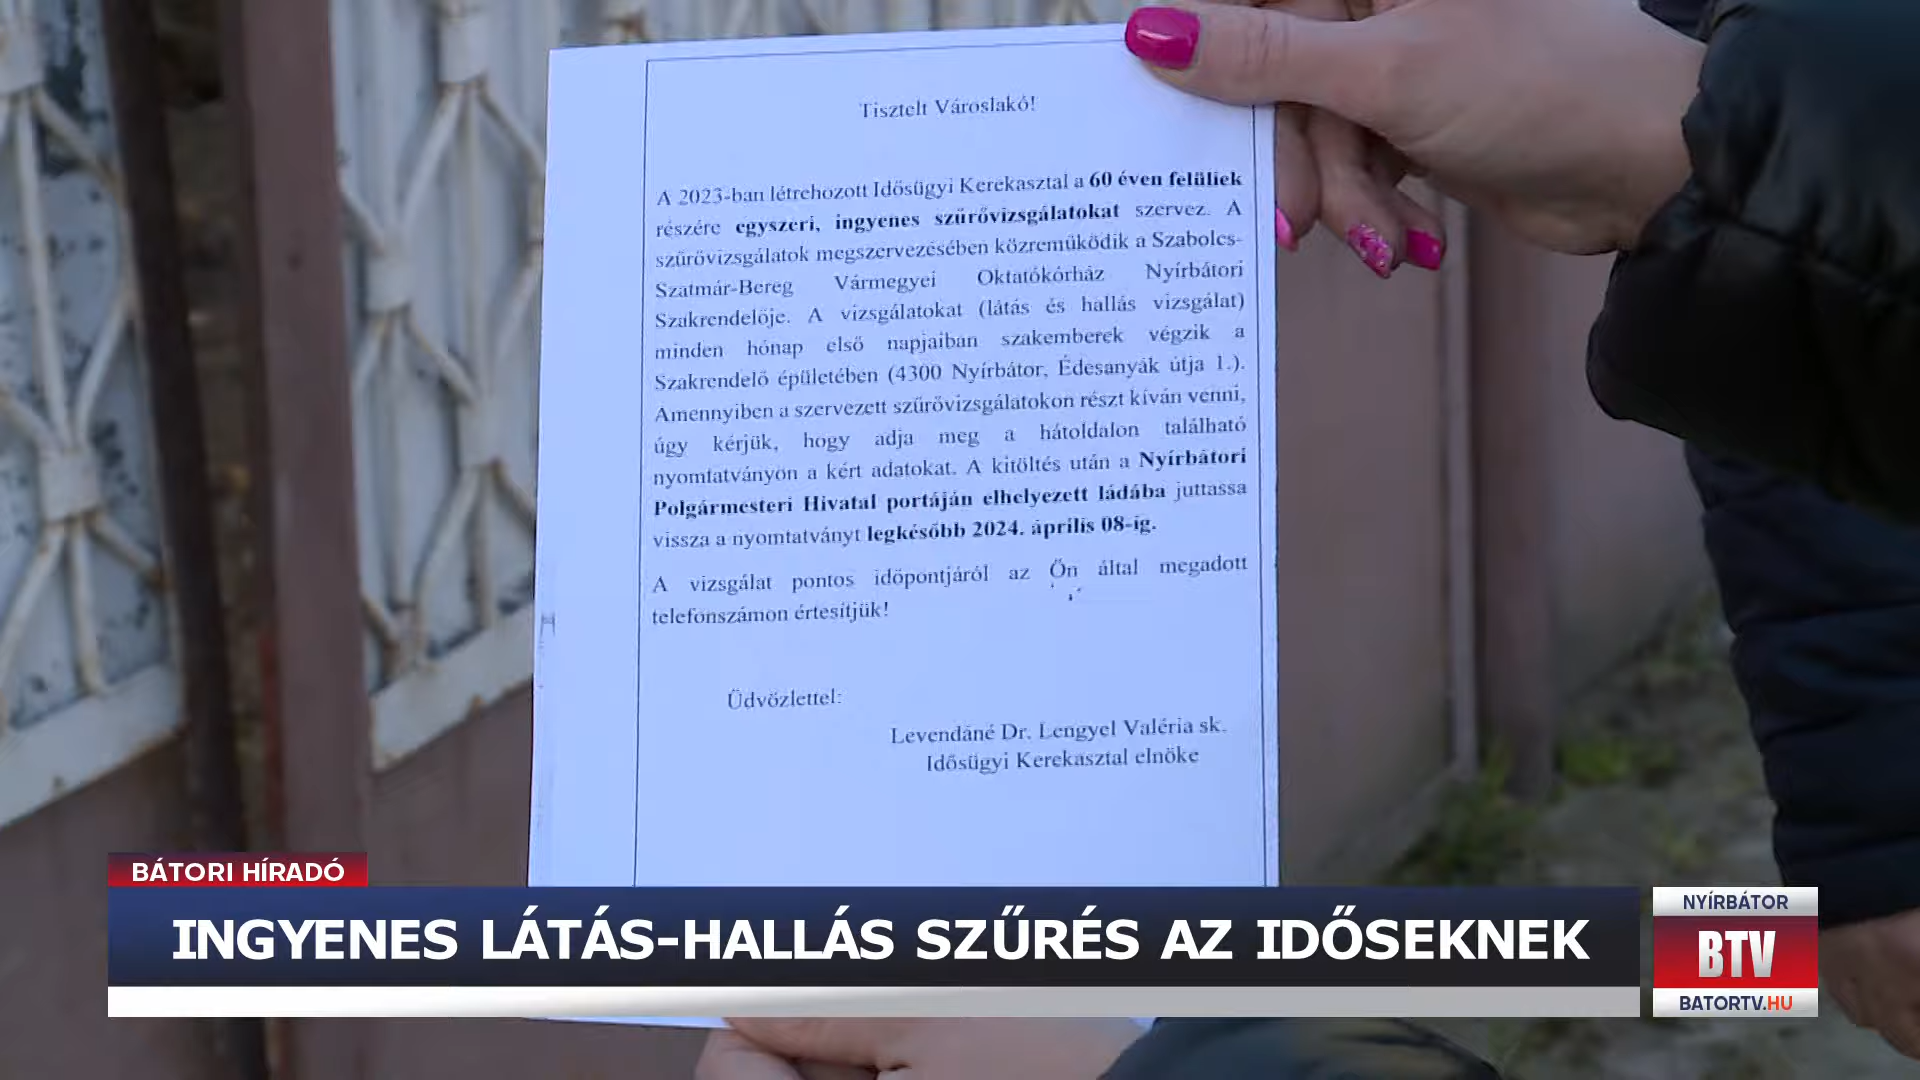 Tisztelt Városlakó!
A 2023-ban létrehozott Idősügyi Kerekasztal a 60 éven felüliek
részére egyszeri, ingyenes szűrővizsgálatokat szervez. A
szűrővizsgálatok megszervezésében közreműködik a Szabolcs-
Szatmár-Bereg Vármegyei Oktatókórház Nyírbátori
Szakrendelője. A vizsgálatokat (látás és hallás vizsgálat)
minden hónap első napjaiban szakemberek végzik a
Szakrendelő épületében (4300 Nyírbátor, Édesanyák útja 1.).
Amennyiben a szervezett szűrővizsgálatokon részt kíván venni,
úgy kérjük, hogy adja meg a hátoldalon található
nyomtatványon a kért adatokat. A kitöltés után a Nyírbátori
Polgármesteri Hivatal portáján elhelyezett ládába juttassa
vissza a nyomtatványt legkésőbb 2024. április 08-ig.
A vizsgálat pontos időpontjáról az Ön által megadott
telefonszámon értesítjük!
Üdvözlettel:
Levendáné Dr. Lengyel Valéria sk.
Idősügyi Kerekasztal elnöke
BÁTORI HÍRADÓ
INGYENES LÁTÁS-HALLÁS SZŰRÉS AZ IDŐSEKNEK
NYÍRBÁTOR
BTV
BATORTV.HU